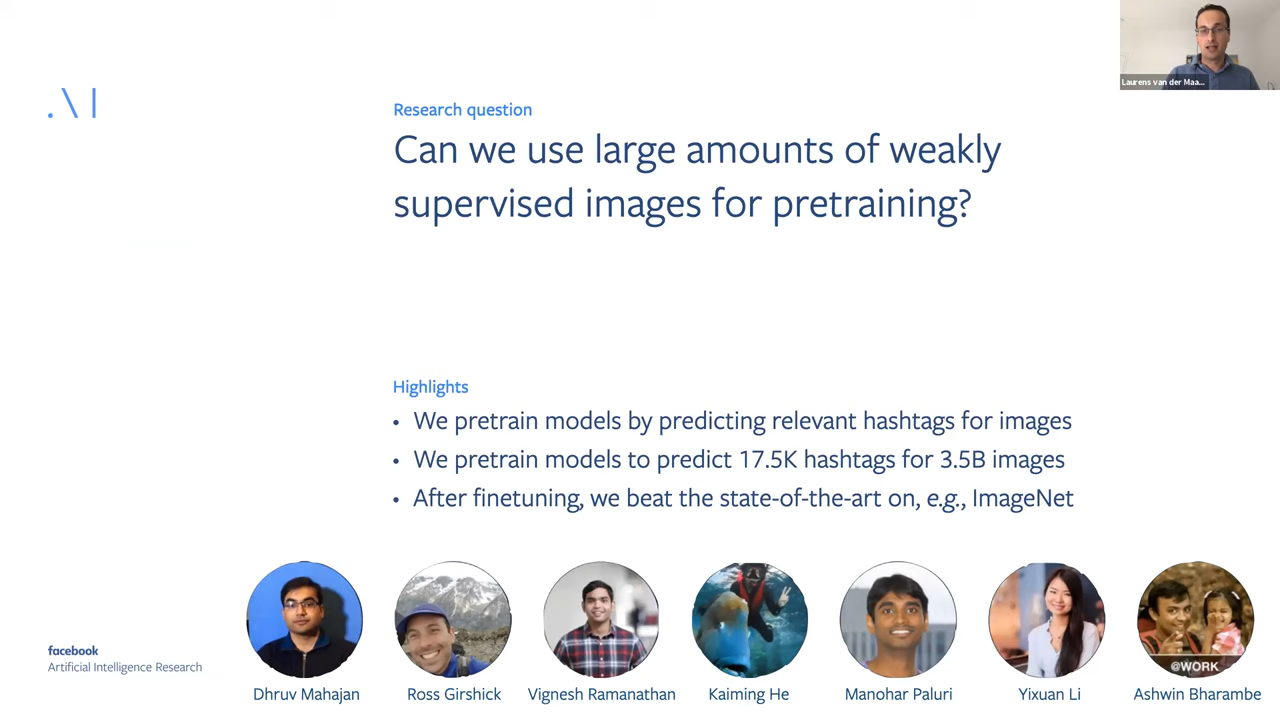 Laurens van der Maa...
.\ I
Research question
Can we use large amounts of weakly
supervised images for pretraining?
Highlights
• We pretrain models by predicting relevant hashtags for images
• We pretrain models to predict 17.5K hashtags for 3.5B images
• After finetuning, we beat the state-of-the-art on, e.g., ImageNet
@WORK
facebook
Artificial Intelligence Research
Dhruv Mahajan
Ross Girshick
Vignesh Ramanathan
Kaiming He
Manohar Paluri
Yixuan Li
Ashwin Bharambe